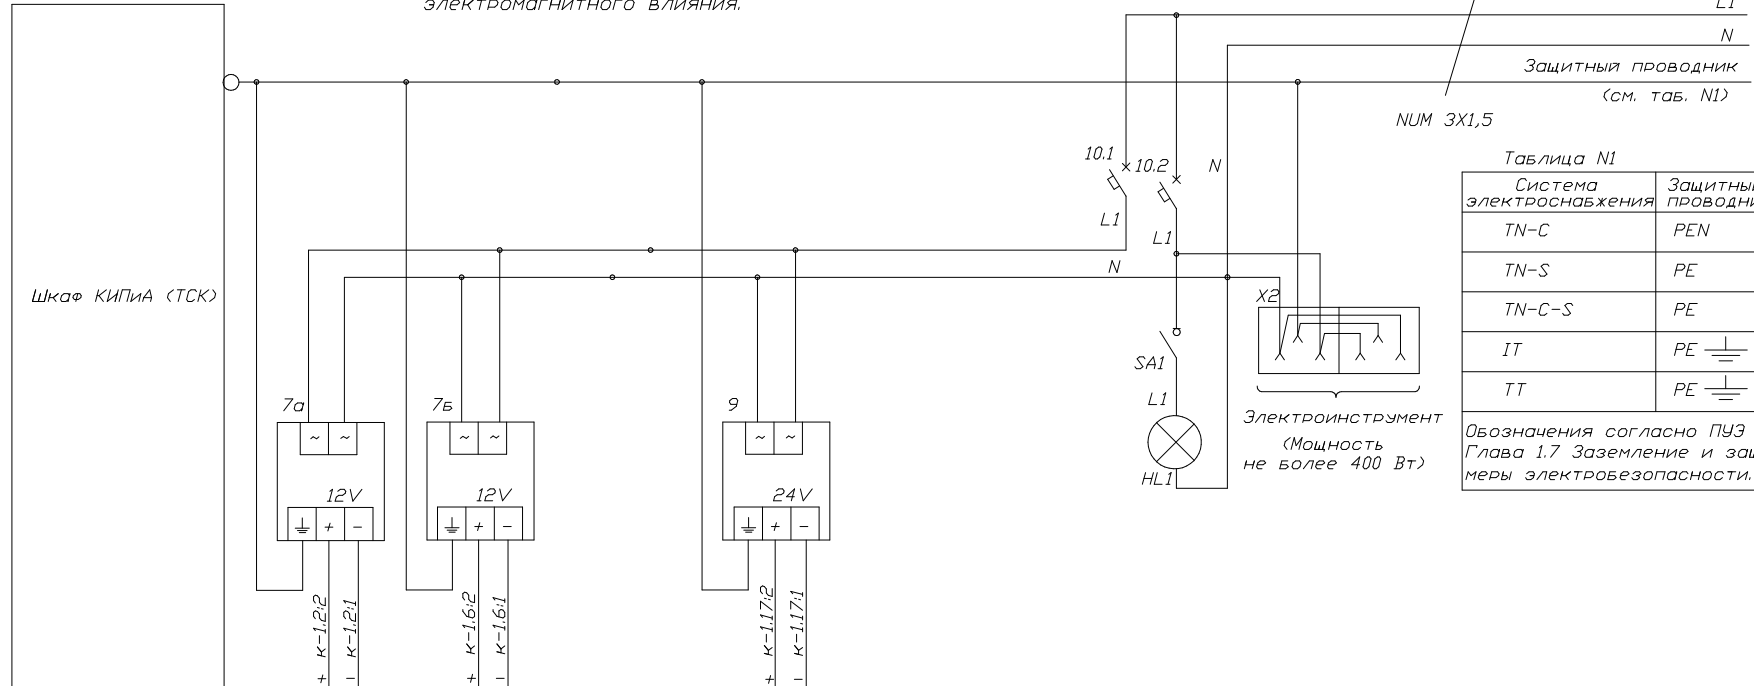 электромагнитного влияния.
L1
N
Защитный проводник
(см. таб. N1)
NUM 3X1,5
10.1
10.2
N
L1
L1
N
Шкаф КИПиА (ТСК)
X2
SA1
L1
HL1
Электроинструмент
(Мощность
не более 400 Вт)
7а
~ ~
12V
+ -
7б
~ ~
12V
+ -
9
~ ~
24V
+ -
к-1.2:2
к-1.2:1
к-1.6:2
к-1.6:1
к-1.17:2
к-1.17:1
+ -
+ -
+ -
Таблица N1
Система Защитный
электроснабжения проводни
TN-C PEN
TN-S PE
TN-C-S PE
IT PE
TT PE
Обозначения согласно ПУЭ
Глава 1.7 Заземление и защ
меры электробезопасности.